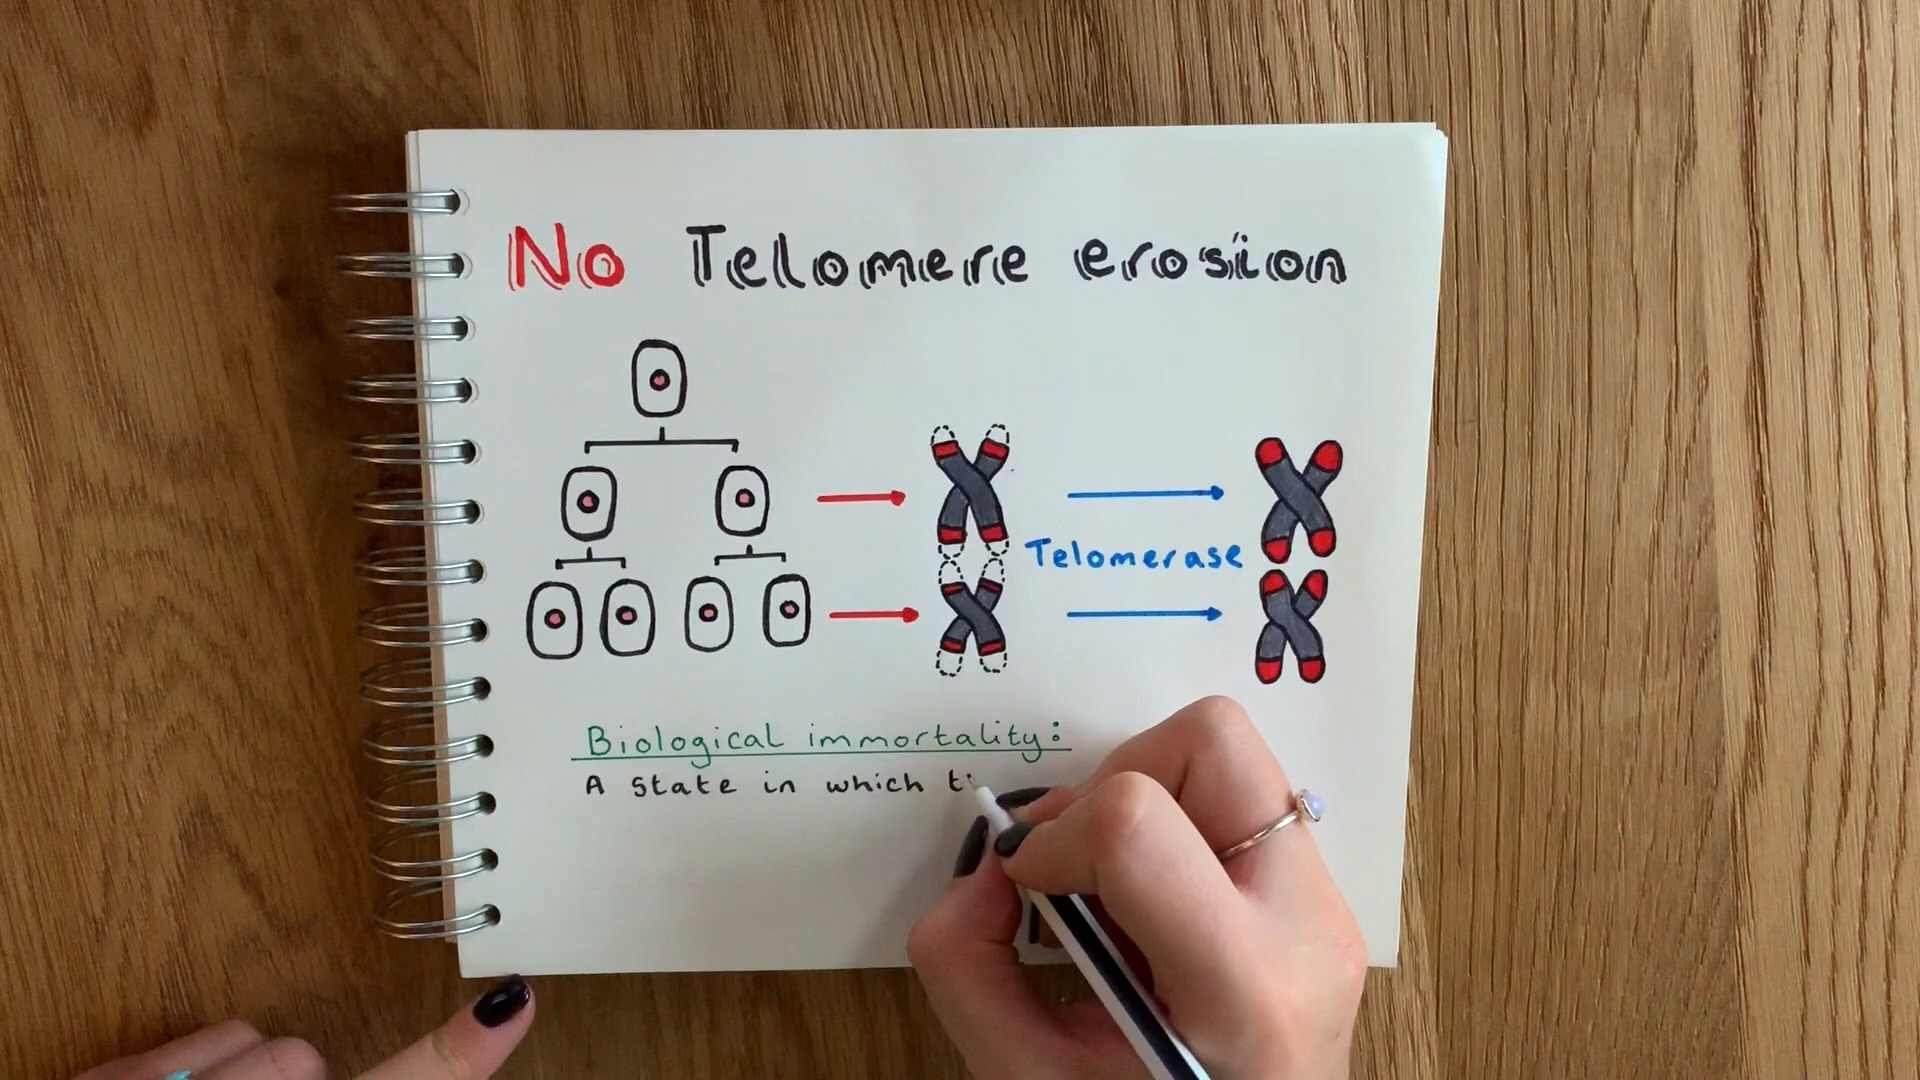 No Telomere erosion
Telomerase
Biological immortality:
A state in which t